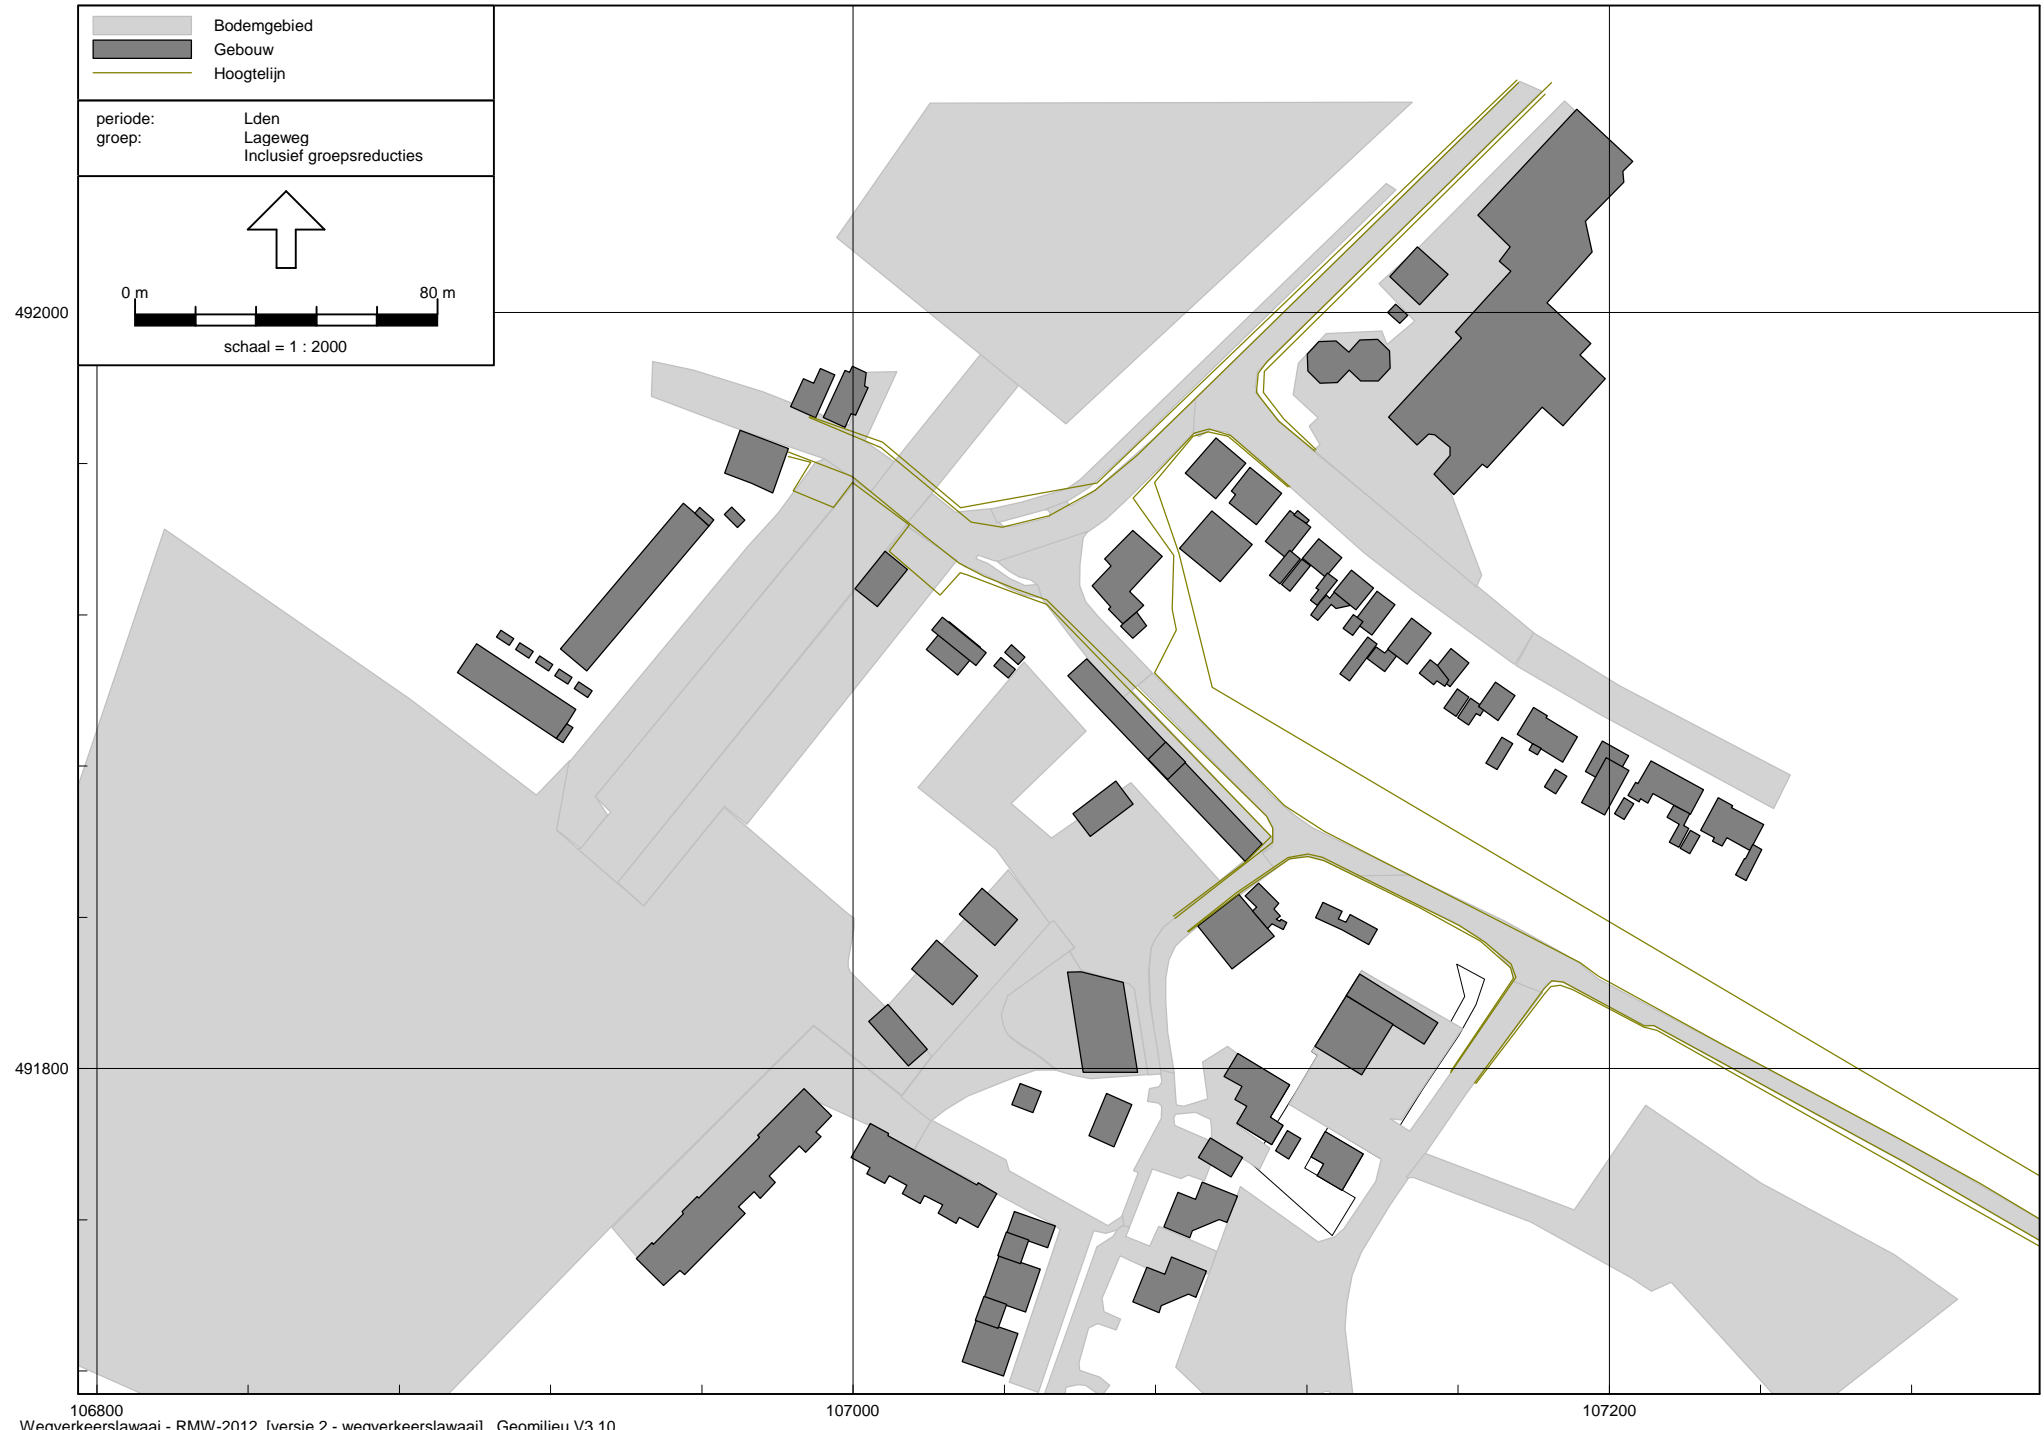 Bodemgebied
Gebouw
Hoogtelijn
periode: Lden
groep: Lageweg
Inclusief groepsreducties
0 m 80 m
schaal = 1 : 2000
492000
491800
106800 107000 107200
Wegverkeerslawaai - RMW-2012, [versie 2 - wegverkeerslawaai] , Geomilieu V3.10